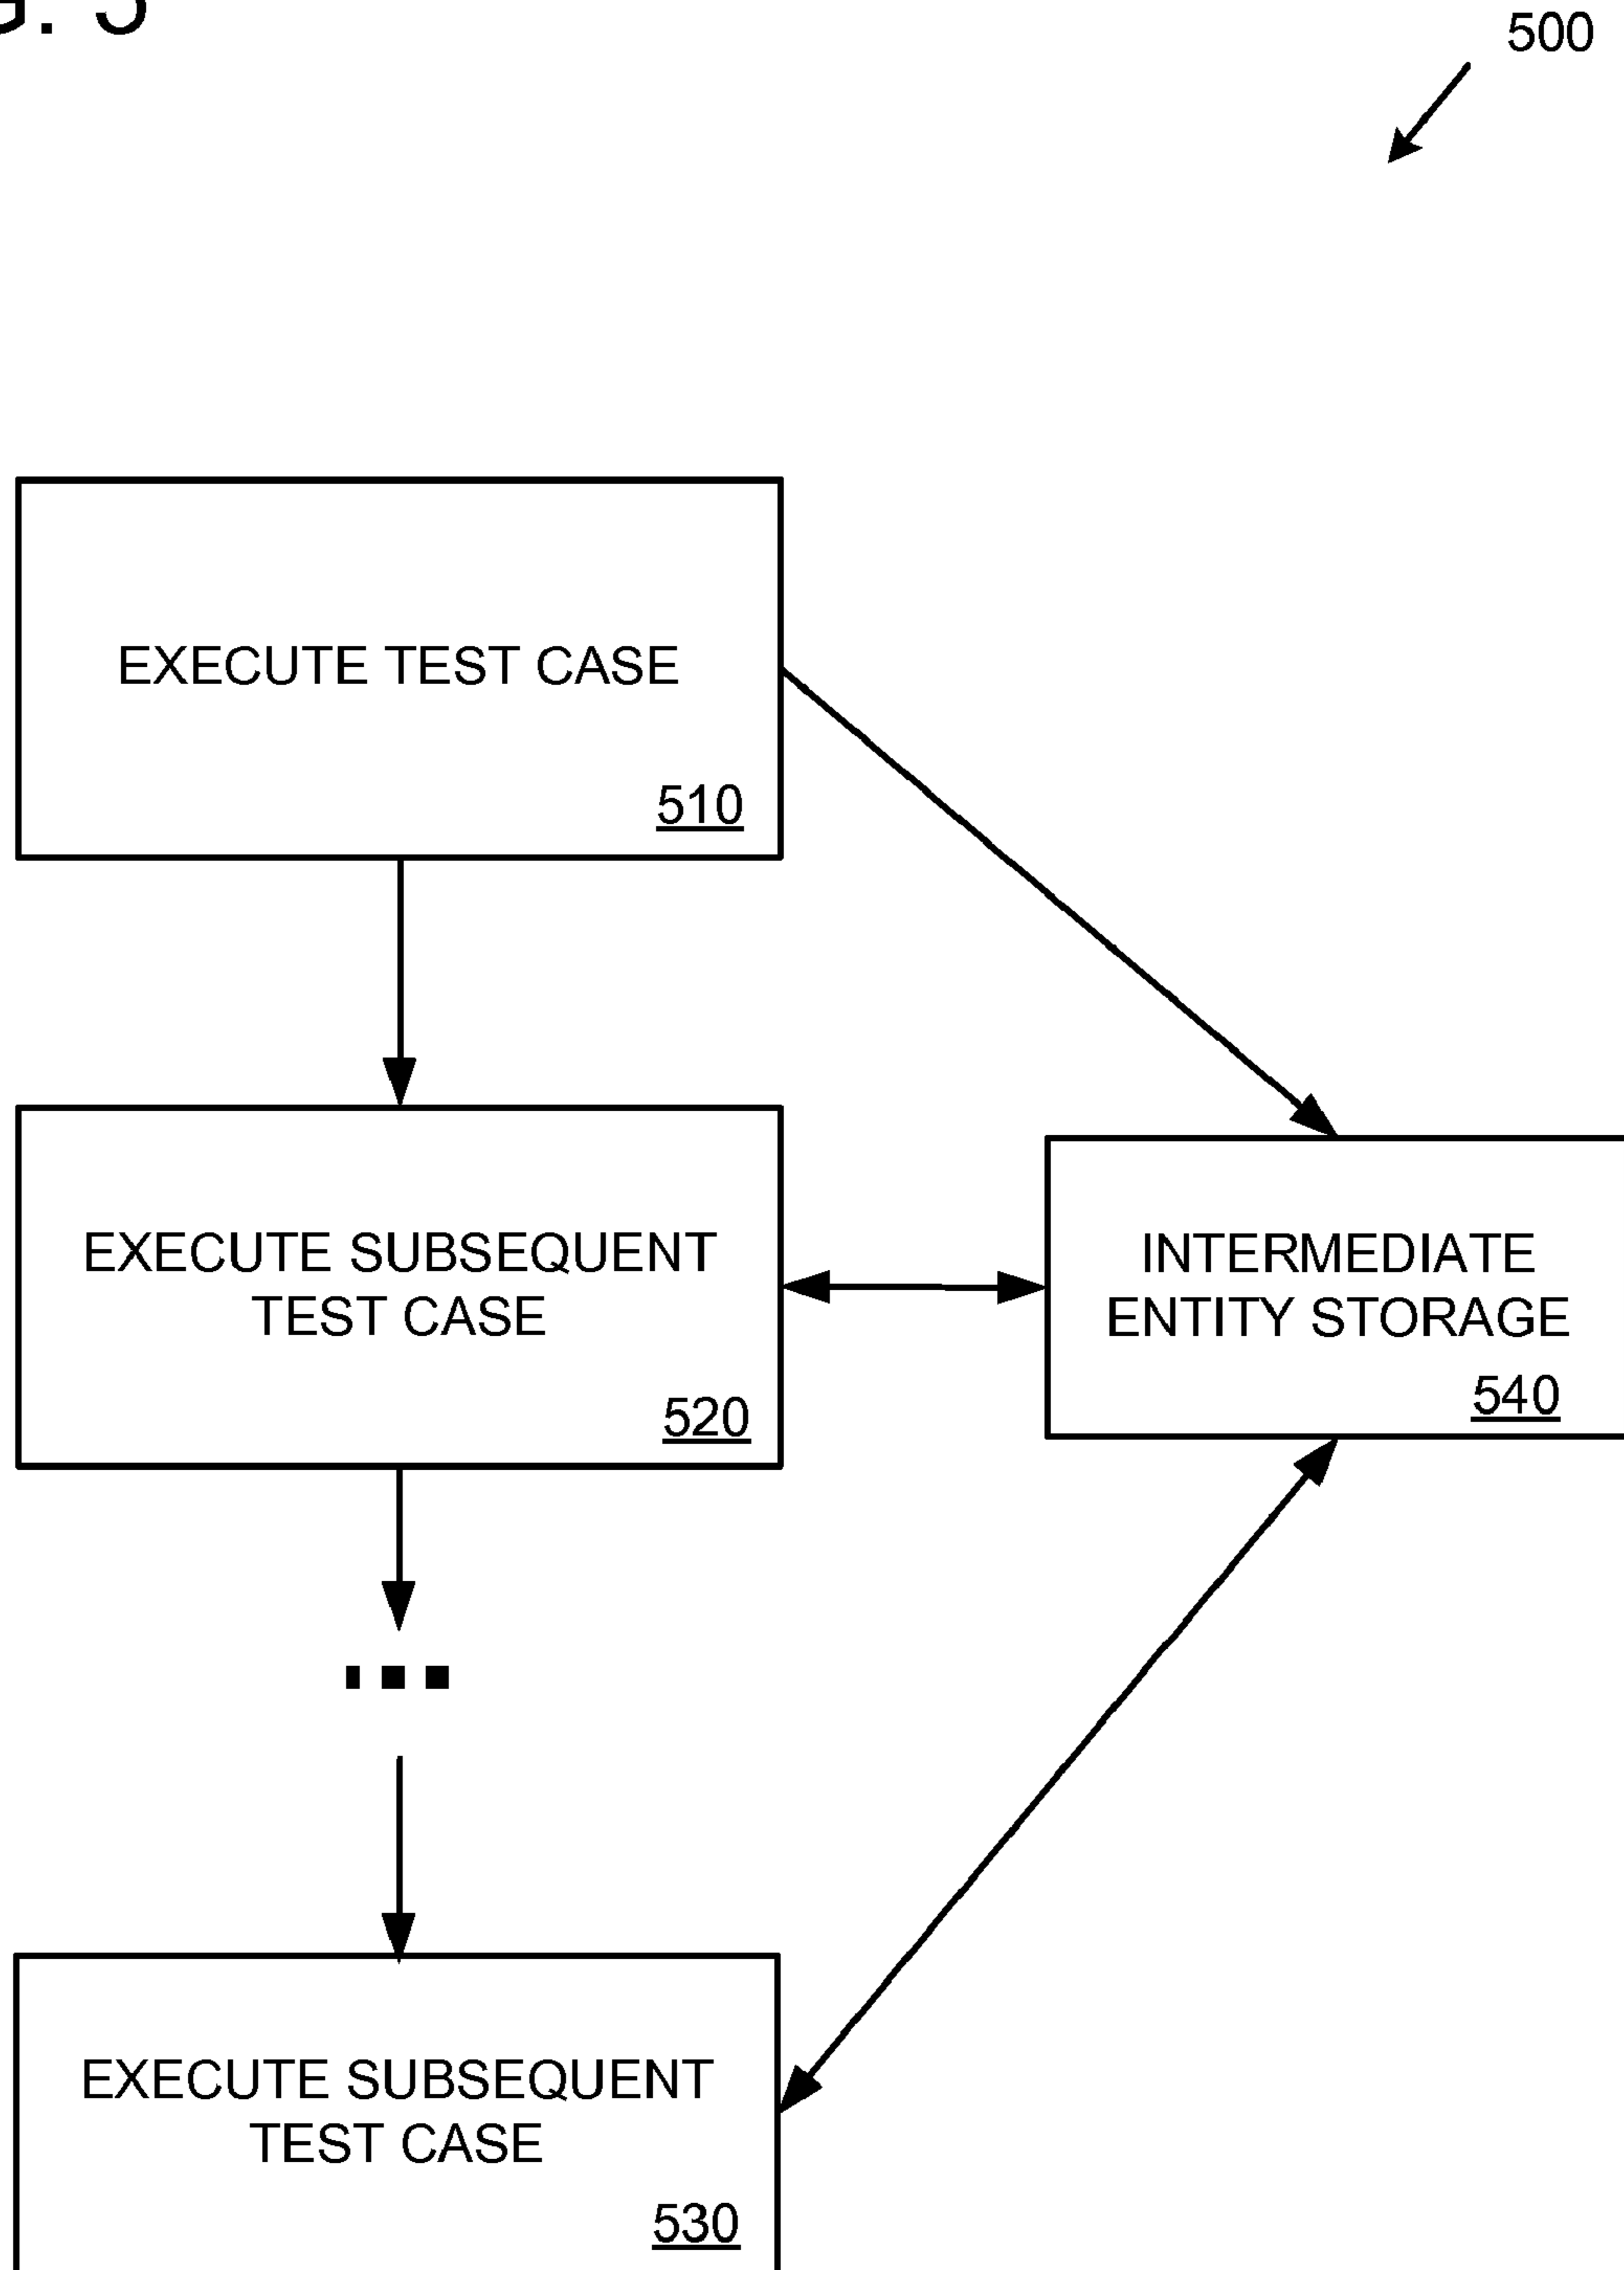 G. 5
500
EXECUTE TEST CASE
510
EXECUTE SUBSEQUENT
TEST CASE
520
INTERMEDIATE
ENTITY STORAGE
540
...
EXECUTE SUBSEQUENT
TEST CASE
530